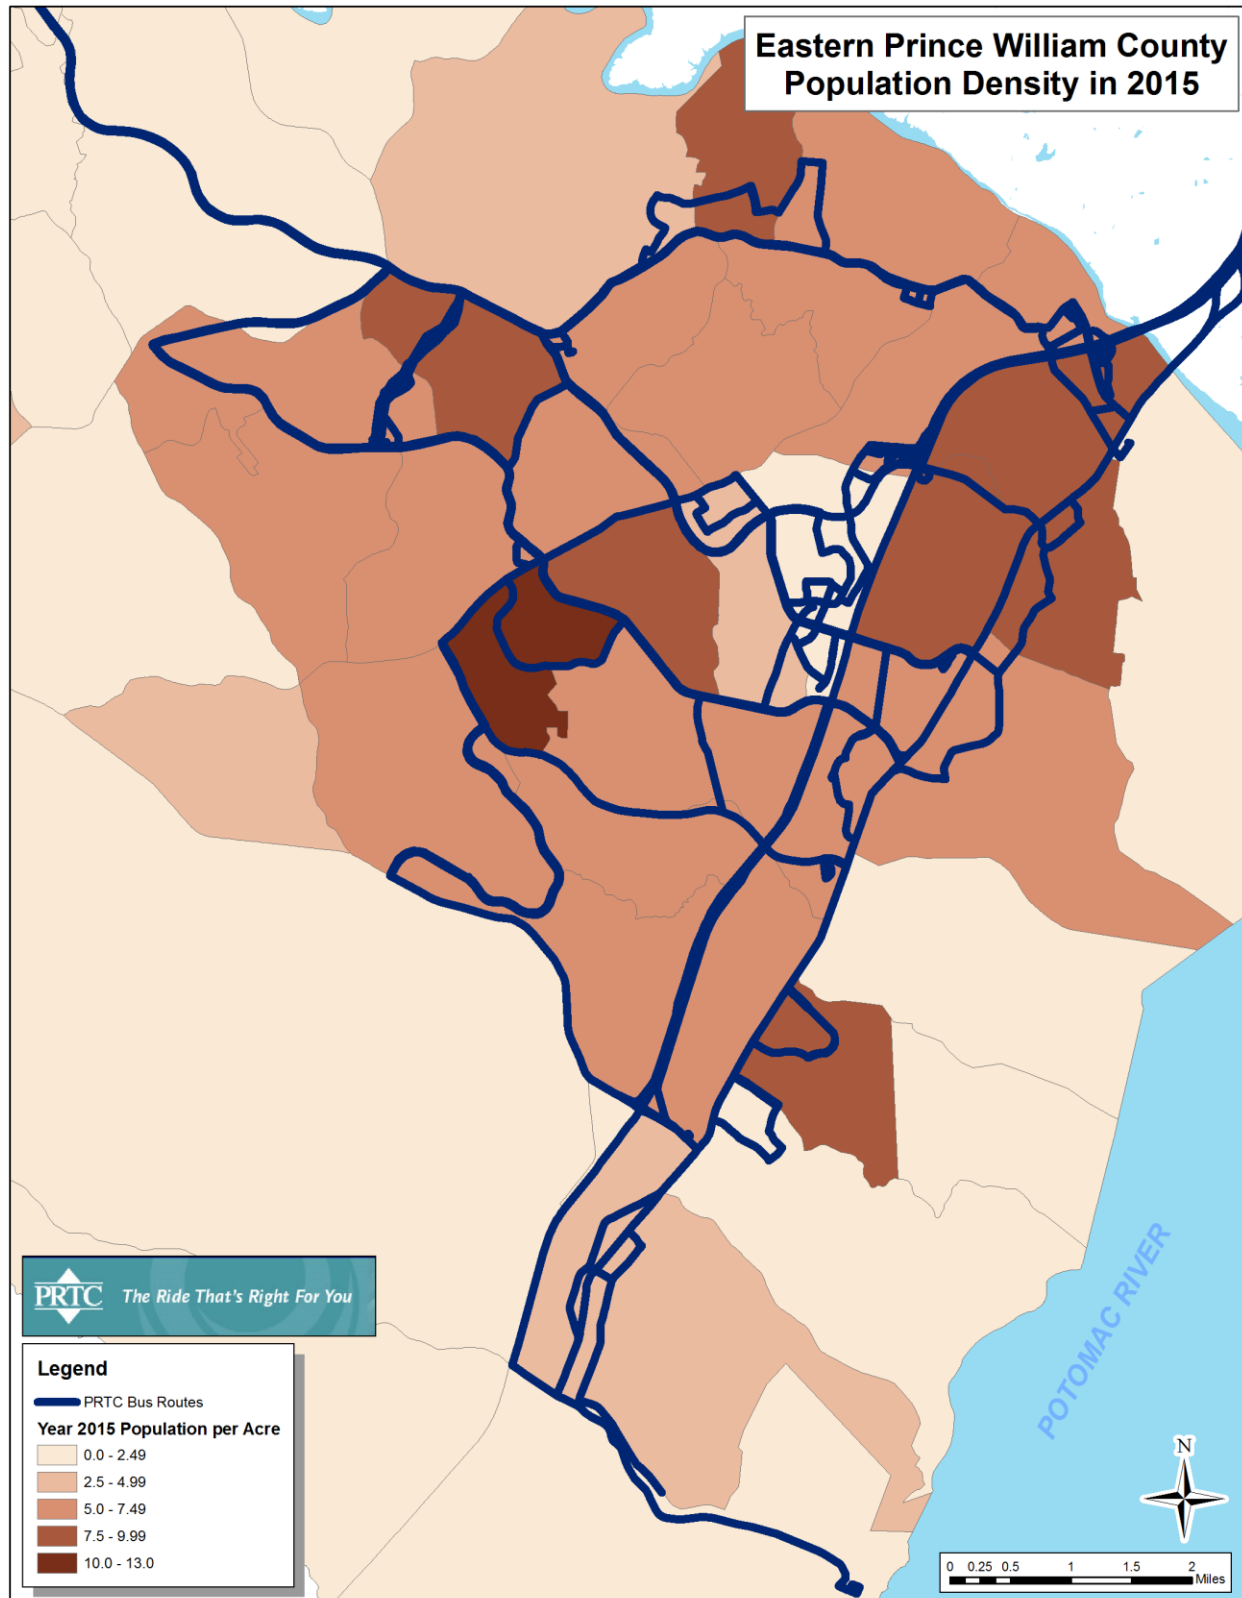 Eastern Prince William County
Population Density in 2015
POTOMAC RIVER
PRTC The Ride That's Right For You
Legend
PRTC Bus Routes
Year 2015 Population per Acre
0.0 - 2.49
2.5 - 4.99
5.0 - 7.49
7.5 - 9.99
10.0 - 13.0
N
0 0.25 0.5 1 1.5 2
Miles